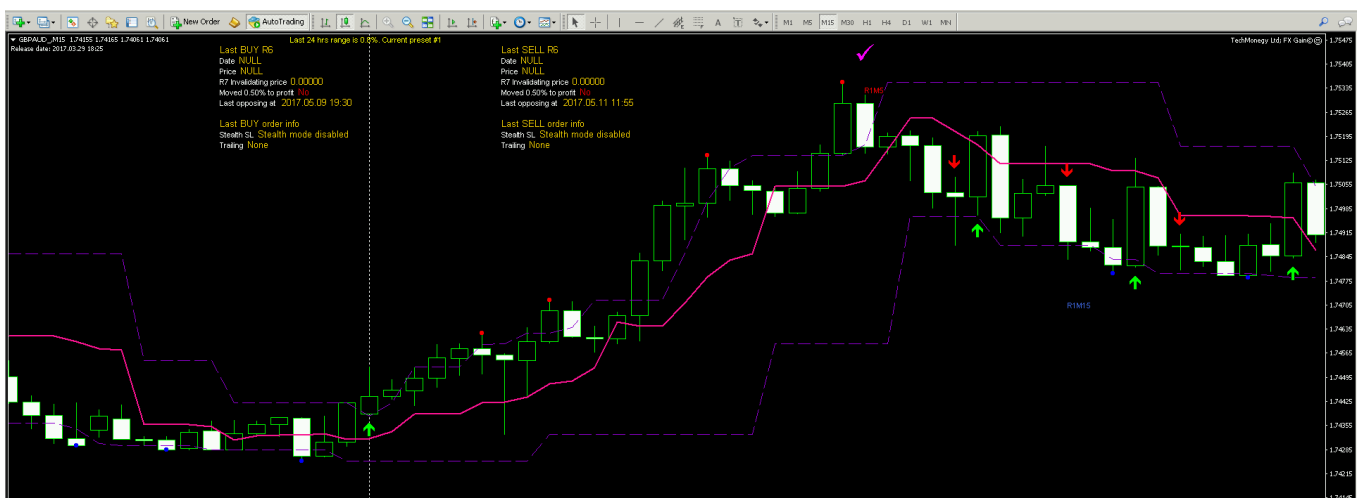 New Order AutoTrading M1 M5 M15 M30 H1 H4 D1 W1 MN
GBPAUD_,M15 1.74155 1.74165 1.74061 1.74061
Last 24 hrs range is 0.8%. Current preset #1
TechMonegy Ltd; FX Gain©
Release date: 2017.03.29 18:25
Last BUY R6
Date NULL
Price NULL
R7 Invalidating price 0.00000
Moved 0.50% to profit No
Last opposing at 2017.05.09 19:30
Last BUY order info
Stealth SL Stealth mode disabled
Trailing None
Last SELL R6
Date NULL
Price NULL
R7 Invalidating price 0.00000
Moved 0.50% to profit No
Last opposing at 2017.05.11 11:55
Last SELL order info
Stealth SL Stealth mode disabled
Trailing None
R1M5
R1M15
1.75475
1.75405
1.75335
1.75265
1.75195
1.75125
1.75055
1.74985
1.74915
1.74845
1.74775
1.74705
1.74635
1.74565
1.74495
1.74425
1.74355
1.74285
1.74215
1.74145